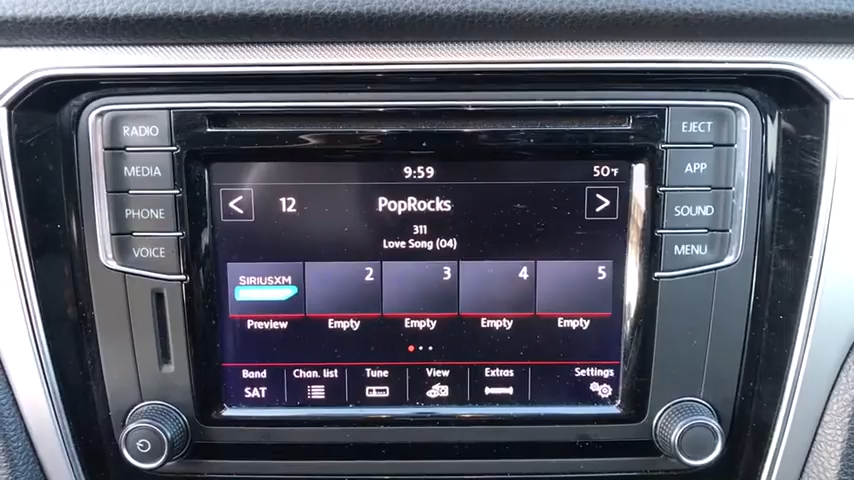 RADIO
MEDIA
PHONE
VOICE
EJECT
APP
SOUND
MENU
9:59
50°F
<
12
PopRocks
>
311
Love Song (04)
SIRIUSXM
2
3
4
5
Preview
Empty
Empty
Empty
Empty
Band
Chan. list
Tune
View
Extras
Settings
SAT